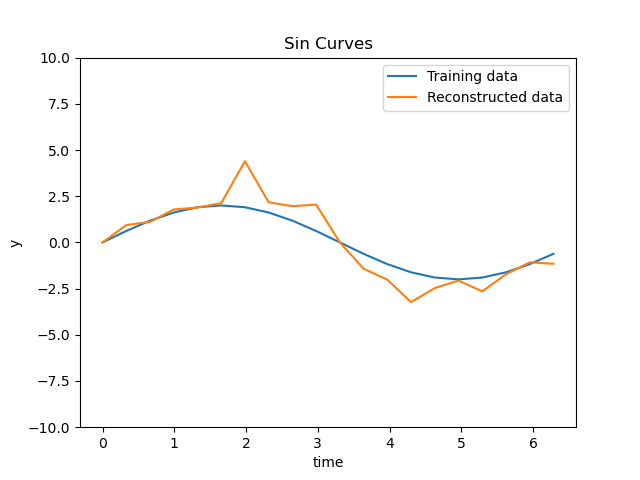 Sin Curves
Training data
Reconstructed data
10.0
7.5
5.0
2.5
0.0
−2.5
−5.0
−7.5
−10.0
y
0 1 2 3 4 5 6
time